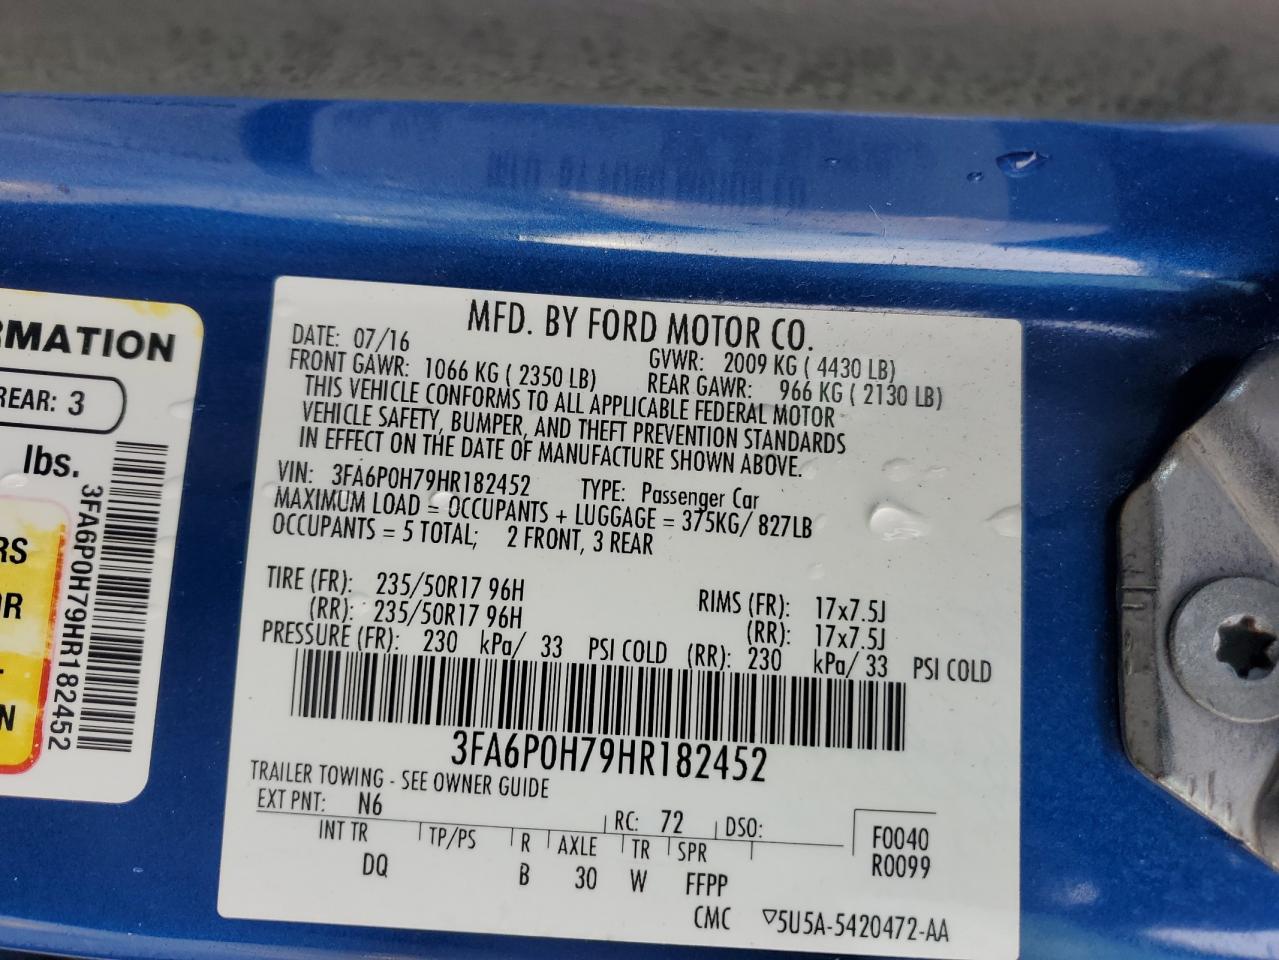 RMATION
REAR: 3
lbs.
3FA6P0H79HR182452
RS
OR
N
MFD. BY FORD MOTOR CO.
DATE: 07/16 GVWR: 2009 KG ( 4430 LB)
FRONT GAWR: 1066 KG ( 2350 LB) REAR GAWR: 966 KG ( 2130 LB)
THIS VEHICLE CONFORMS TO ALL APPLICABLE FEDERAL MOTOR
VEHICLE SAFETY, BUMPER, AND THEFT PREVENTION STANDARDS
IN EFFECT ON THE DATE OF MANUFACTURE SHOWN ABOVE.
VIN: 3FA6P0H79HR182452 TYPE: Passenger Car
MAXIMUM LOAD = OCCUPANTS + LUGGAGE = 375KG/ 827LB
OCCUPANTS = 5 TOTAL; 2 FRONT, 3 REAR
TIRE (FR): 235/50R17 96H RIMS (FR): 17x7.5J
(RR): 235/50R17 96H (RR): 17x7.5J
PRESSURE (FR): 230 kPa/ 33 PSI COLD (RR): 230 kPa/ 33 PSI COLD
3FA6P0H79HR182452
TRAILER TOWING - SEE OWNER GUIDE
EXT PNT: N6 RC: 72 DSO: F0040
INT TR TP/PS R AXLE TR SPR R0099
DQ B 30 W FFPP
CMC ▽5U5A-5420472-AA